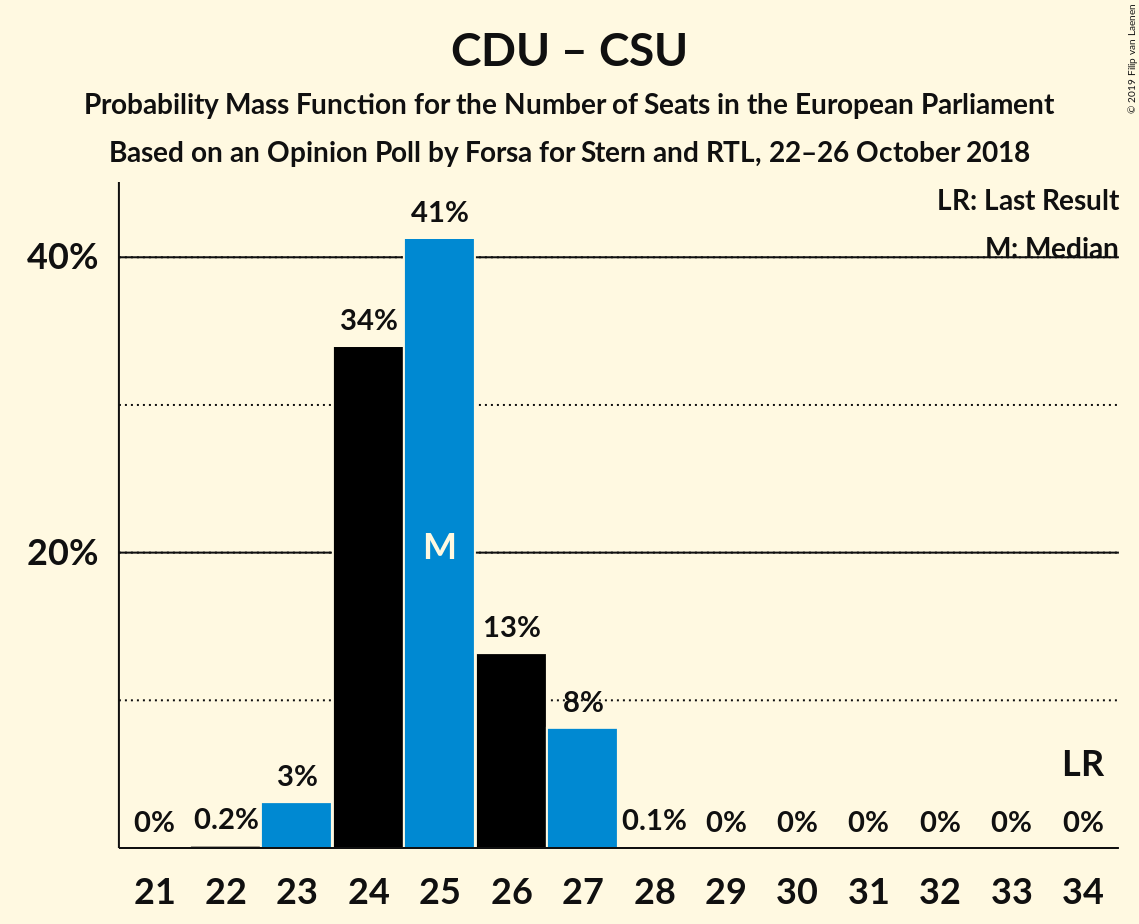 CDU – CSU
Probability Mass Function for the Number of Seats in the European Parliament
Based on an Opinion Poll by Forsa for Stern and RTL, 22–26 October 2018
© 2019 Filip van Laenen
LR: Last Result
M: Median
40%
20%
0%
0.2%
3%
34%
41%
13%
8%
0.1%
0%
0%
0%
0%
0%
0%
M
LR
21 22 23 24 25 26 27 28 29 30 31 32 33 34